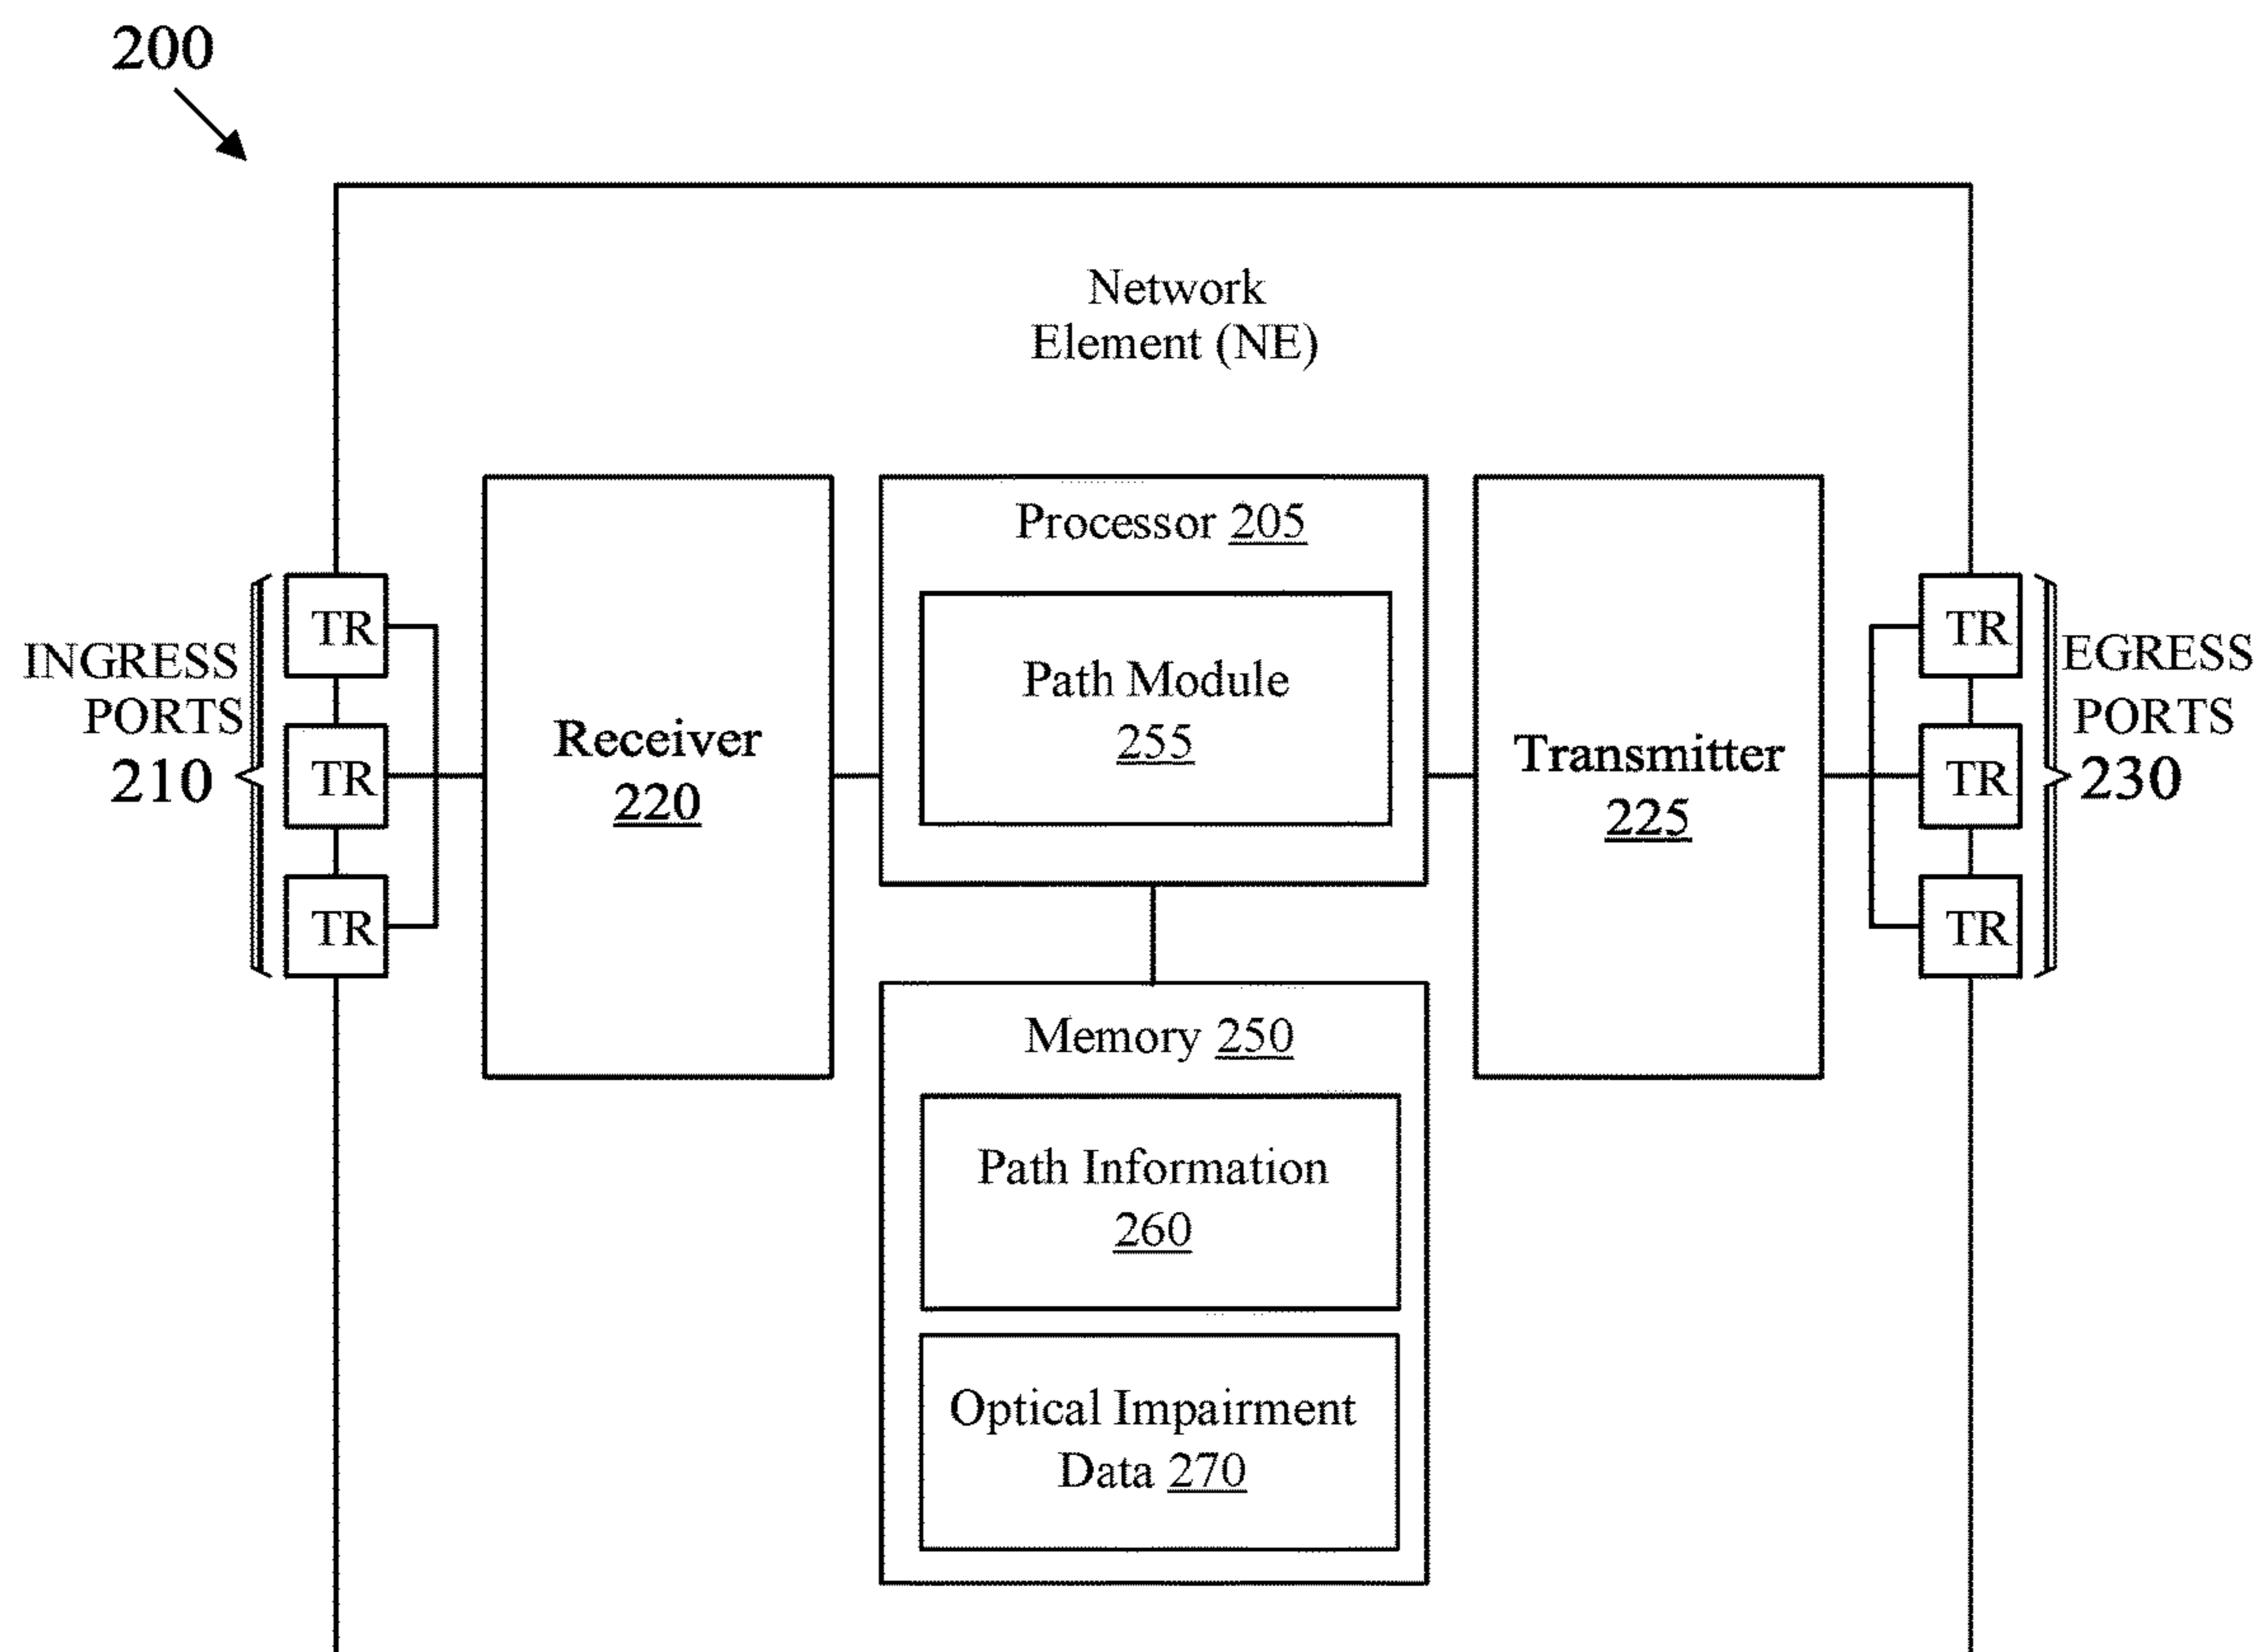 200
Network
Element (NE)
INGRESS
PORTS
210
TR
TR
TR
Receiver
220
Processor 205
Path Module
255
Memory 250
Path Information
260
Optical Impairment
Data 270
Transmitter
225
TR
TR
TR
EGRESS
PORTS
230